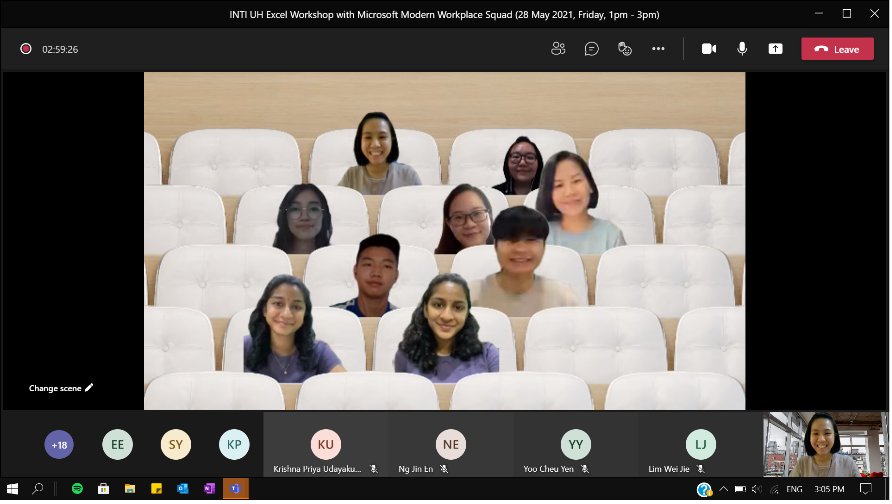 INTI UH Excel Workshop with Microsoft Modern Workplace Squad (28 May 2021, Friday, 1pm - 3pm)
02:59:26
Leave
Change scene
+18
EE
SY
KP
KU
NE
YY
LJ
Krishna Priya Udayaku...
Ng Jin En
Yoo Cheu Yen
Lim Wei Jie
ENG
3:05 PM